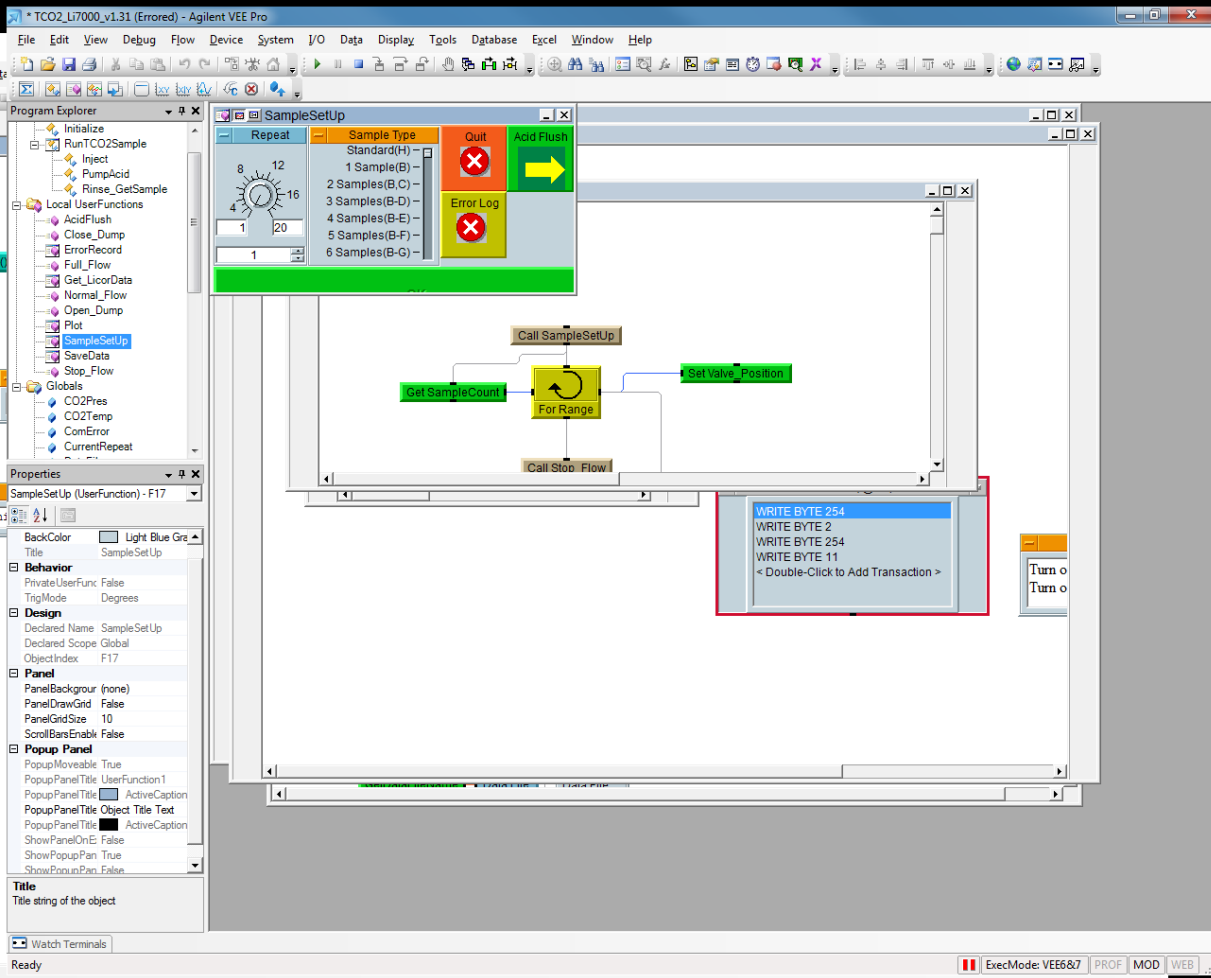 * TCO2_Li7000_v1.31 (Errored) - Agilent VEE Pro
File Edit View Debug Flow Device System I/O Data Display Tools Database Excel Window Help
Program Explorer
Initialize
RunTCO2Sample
Inject
PumpAcid
Rinse_GetSample
Local UserFunctions
AcidFlush
Close_Dump
ErrorRecord
Full_Flow
Get_LicorData
Normal_Flow
Open_Dump
Plot
SampleSetUp
SaveData
Stop_Flow
Globals
CO2Pres
CO2Temp
ComError
CurrentRepeat
Properties
SampleSetUp (UserFunction) - F17
BackColor Light Blue Gra
Title SampleSetUp
Behavior
PrivateUserFunc False
TrigMode Degrees
Design
Declared Name SampleSetUp
Declared Scope Global
ObjectIndex F17
Panel
PanelBackgrour (none)
PanelDrawGrid False
PanelGridSize 10
ScrollBarsEnable False
Popup Panel
PopupMoveable True
PopupPanelTitle UserFunction1
PopupPanelTitle ActiveCaption
PopupPanelTitle Object Title Text
PopupPanelTitle ActiveCaption
ShowPanelOnE: False
ShowPopupPan True
ShowPopupPan False
Title
Title string of the object
Watch Terminals
Ready
SampleSetUp
Repeat
8 12
16
4
1 20
1
Sample Type
Standard(H)
1 Sample(B)
2 Samples(B,C)
3 Samples(B-D)
4 Samples(B-E)
5 Samples(B-F)
6 Samples(B-G)
Quit
Acid Flush
Error Log
Call SampleSetUp
Get SampleCount
For Range
Set Valve_Position
Call Stop_Flow
WRITE BYTE 254
WRITE BYTE 2
WRITE BYTE 254
WRITE BYTE 11
< Double-Click to Add Transaction >
Turn o
Turn o
ExecMode: VEE6&7 PROF MOD WEB